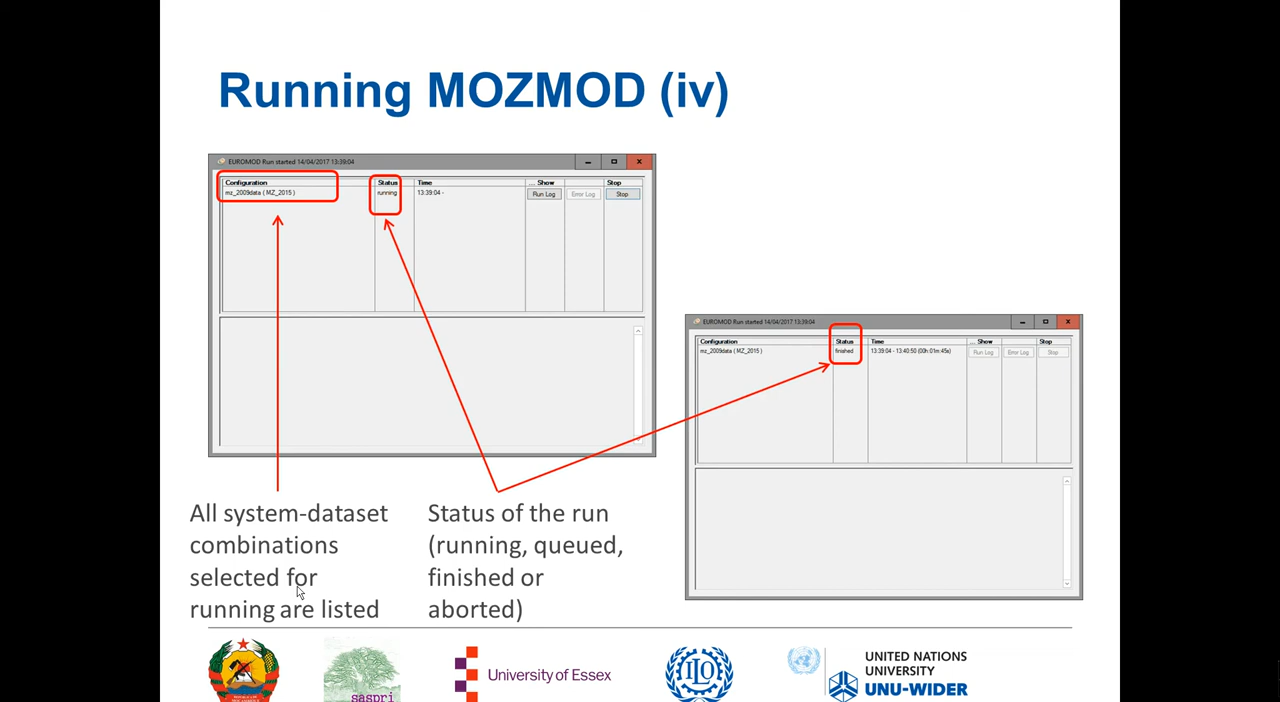 Running MOZMOD (iv)
EUROMOD Run started 14/04/2017 13:39:04
Configuration Status Time ... Show Stop
mz_2009data ( MZ_2015 ) running 13:39:04 - Run Log Error Log Stop
EUROMOD Run started 14/04/2017 13:39:04
Configuration Status Time ... Show Stop
mz_2009data ( MZ_2015 ) finished 13:39:04 - 13:40:50 (00h:01m:45s) Run Log Error Log Stop
All system-dataset
combinations
selected for
running are listed
Status of the run
(running, queued,
finished or
aborted)
saspri
University of Essex
ILO
UNITED NATIONS
UNIVERSITY
UNU-WIDER